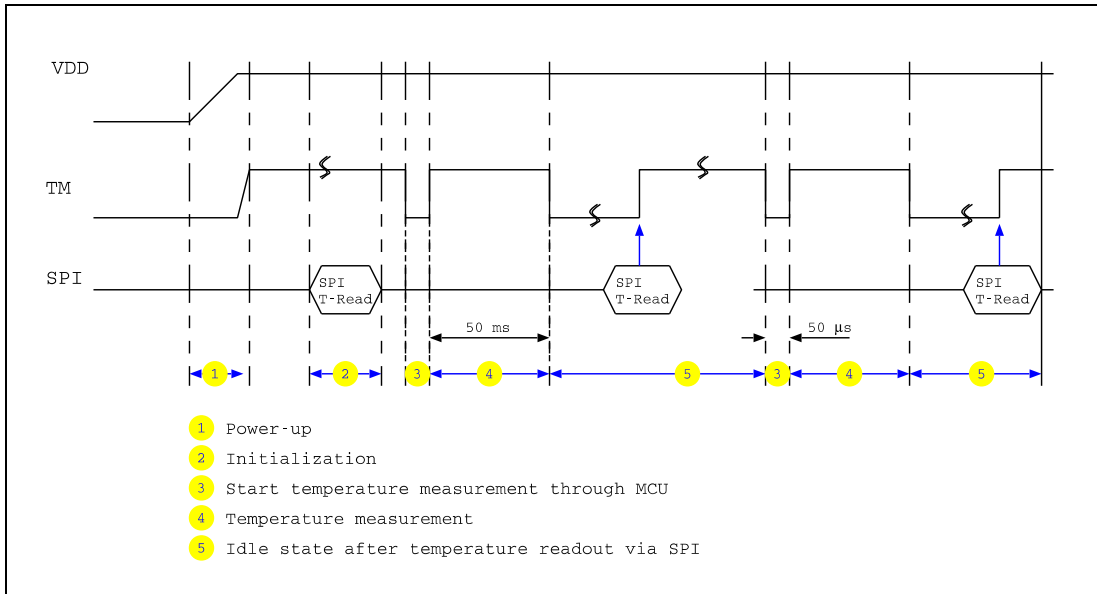 VDD
TM
SPI
SPI
T-Read
SPI
T-Read
SPI
T-Read
50 ms
50 µs
1
2
3
4
5
3
4
5
1 Power-up
2 Initialization
3 Start temperature measurement through MCU
4 Temperature measurement
5 Idle state after temperature readout via SPI